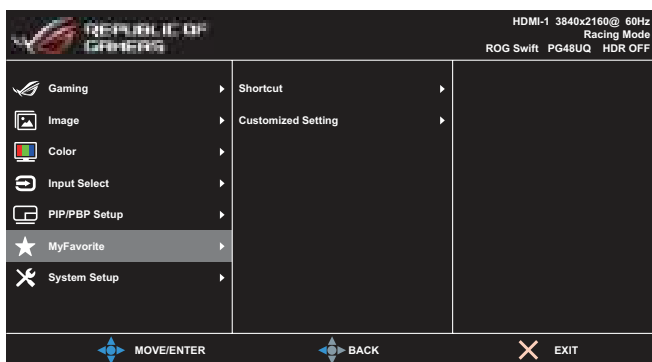 REPUBLIC OF
GAMERS
HDMI-1 3840x2160@ 60Hz
Racing Mode
ROG Swift PG48UQ HDR OFF
Gaming
Image
Color
Input Select
PIP/PBP Setup
MyFavorite
System Setup
Shortcut
Customized Setting
MOVE/ENTER
BACK
EXIT